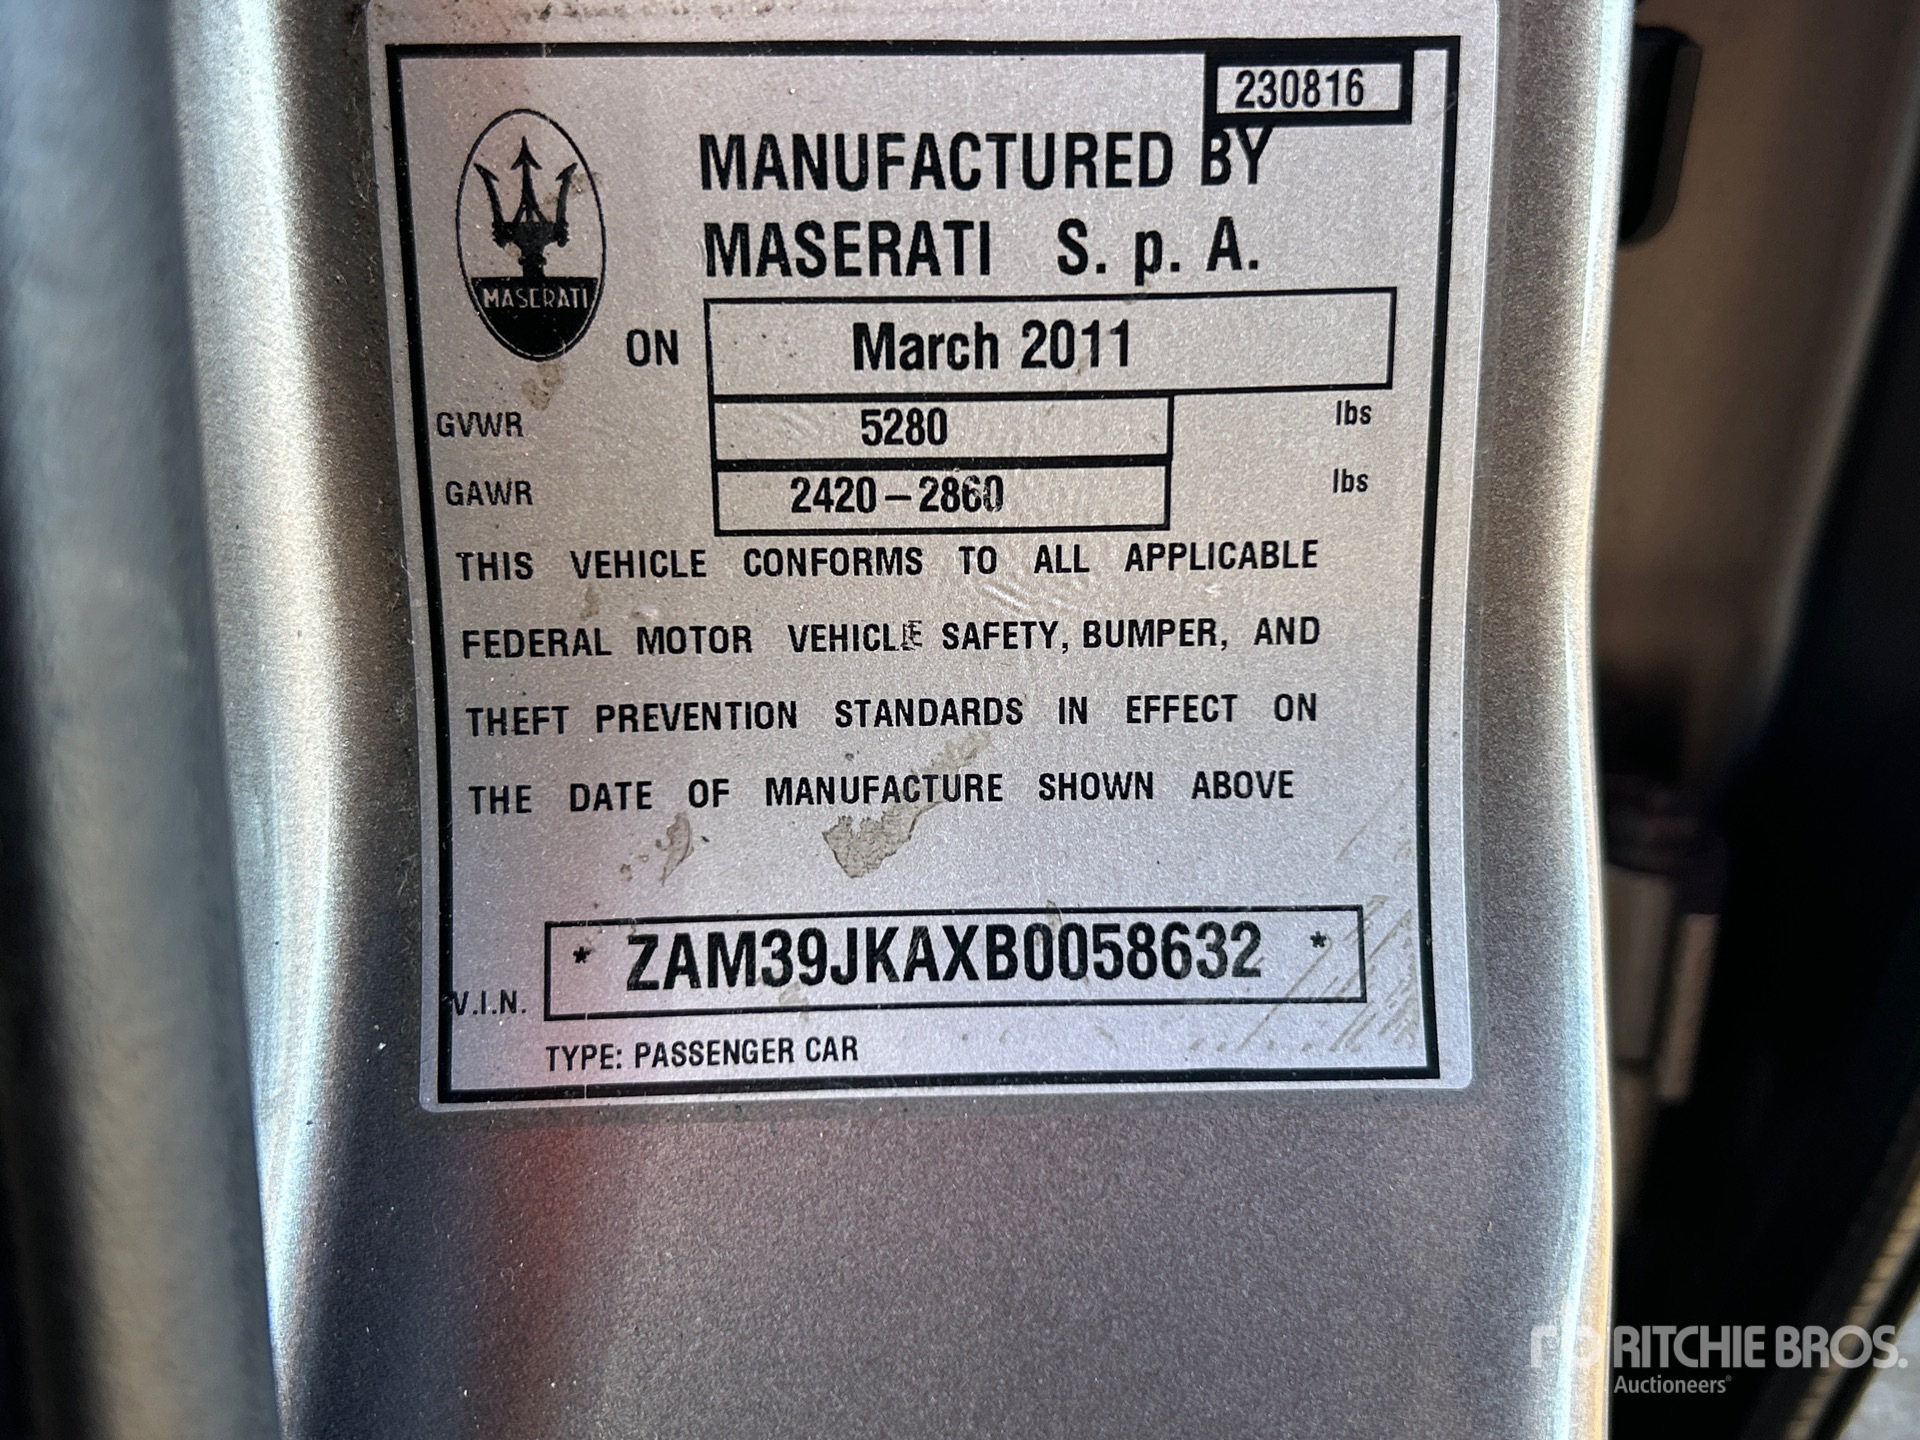 230816
MANUFACTURED BY
MASERATI S. p. A.
MASERATI
ON March 2011
GVWR 5280 lbs
GAWR 2420-2860 lbs
THIS VEHICLE CONFORMS TO ALL APPLICABLE
FEDERAL MOTOR VEHICLE SAFETY, BUMPER, AND
THEFT PREVENTION STANDARDS IN EFFECT ON
THE DATE OF MANUFACTURE SHOWN ABOVE
V.I.N. * ZAM39JKAXB0058632 *
TYPE: PASSENGER CAR
RITCHIE BROS.
Auctioneers®